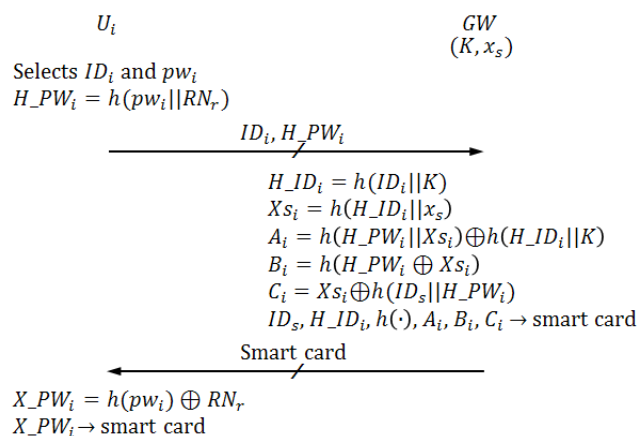 U_i GW
(K, x_s)
Selects ID_i and pw_i
H_PW_i = h(pw_i||RN_r)
ID_i, H_PW_i
H_ID_i = h(ID_i||K)
Xs_i = h(H_ID_i||x_s)
A_i = h(H_PW_i||Xs_i)⊕h(H_ID_i||K)
B_i = h(H_PW_i ⊕ Xs_i)
C_i = Xs_i⊕h(ID_s||H_PW_i)
ID_s, H_ID_i, h(·), A_i, B_i, C_i → smart card
Smart card
X_PW_i = h(pw_i) ⊕ RN_r
X_PW_i → smart card